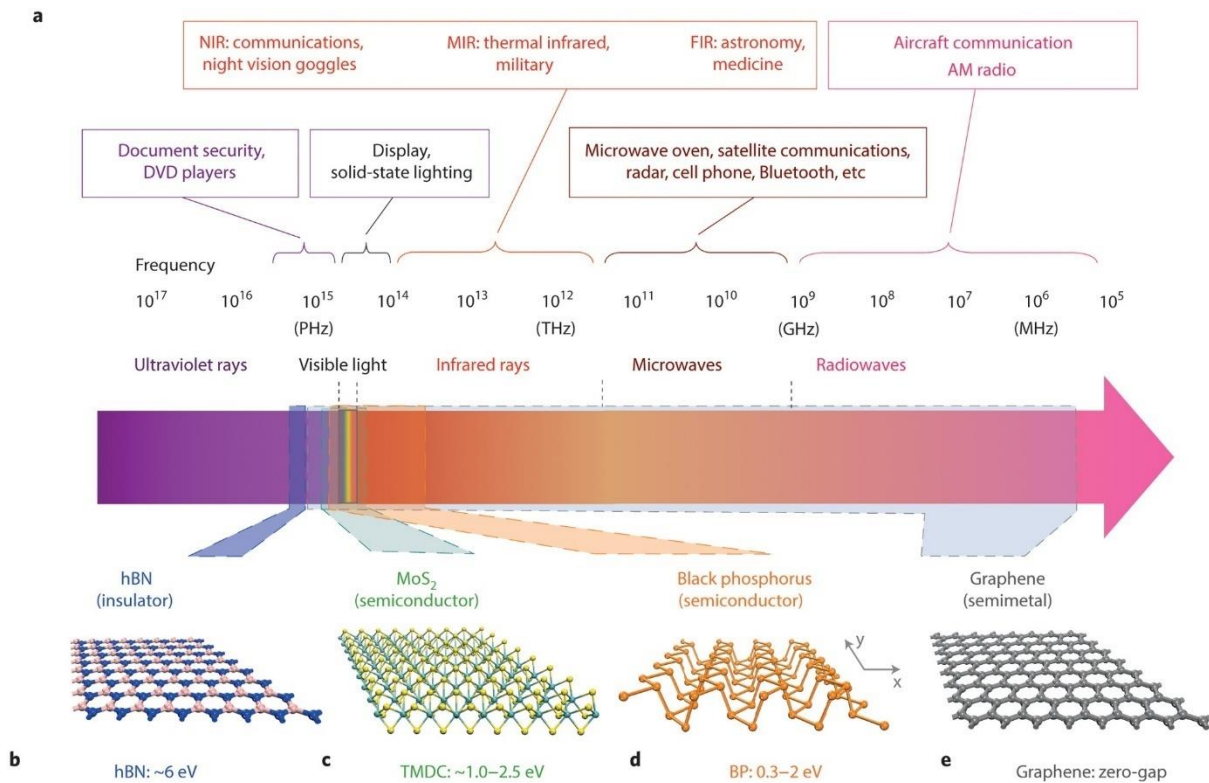 a
NIR: communications,
night vision goggles
MIR: thermal infrared,
military
FIR: astronomy,
medicine
Aircraft communication
AM radio
Document security,
DVD players
Display,
solid-state lighting
Microwave oven, satellite communications,
radar, cell phone, Bluetooth, etc
Frequency
10¹⁷ 10¹⁶ 10¹⁵ 10¹⁴ 10¹³ 10¹² 10¹¹ 10¹⁰ 10⁹ 10⁸ 10⁷ 10⁶ 10⁵
(PHz) (THz) (GHz) (MHz)
Ultraviolet rays Visible light Infrared rays Microwaves Radiowaves
hBN
(insulator)
MoS₂
(semiconductor)
Black phosphorus
(semiconductor)
Graphene
(semimetal)
y
x
b hBN: ~6 eV
c TMDC: ~1.0–2.5 eV
d BP: 0.3–2 eV
e Graphene: zero-gap